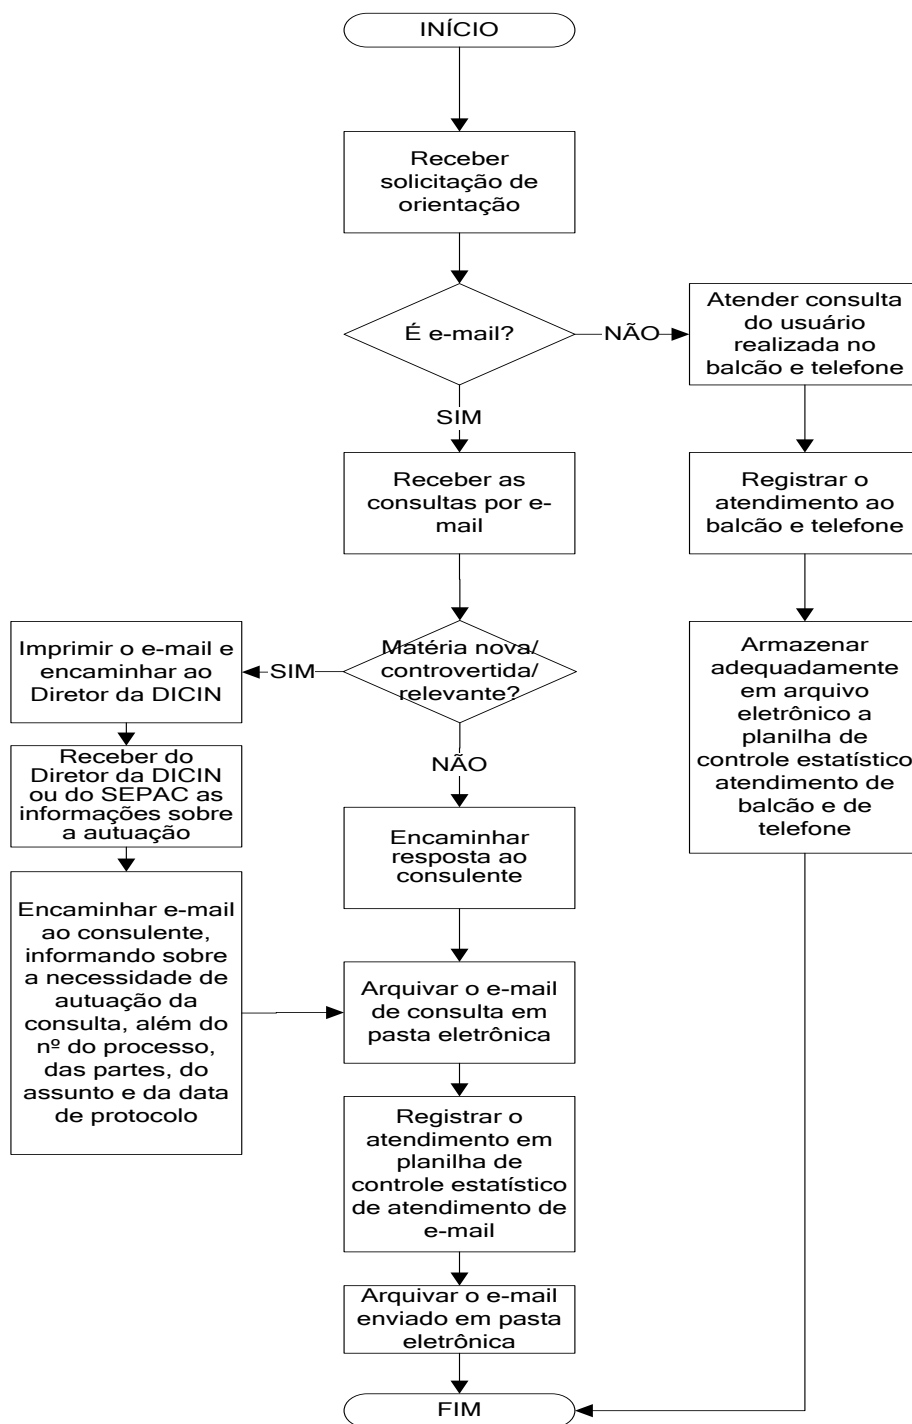 INÍCIO
Receber
solicitação de
orientação
É e-mail?
NÃO
Atender consulta
do usuário
realizada no
balcão e telefone
SIM
Receber as
consultas por e-
mail
Registrar o
atendimento ao
balcão e telefone
Matéria nova/
controvertida/
relevante?
SIM
Imprimir o e-mail e
encaminhar ao
Diretor da DICIN
Armazenar
adequadamente
em arquivo
eletrônico a
planilha de
controle estatístico
atendimento de
balcão e de
telefone
Receber do
Diretor da DICIN
ou do SEPAC as
informações sobre
a autuação
NÃO
Encaminhar
resposta ao
consulente
Encaminhar e-mail
ao consulente,
informando sobre
a necessidade de
autuação da
consulta, além do
nº do processo,
das partes, do
assunto e da data
de protocolo
Arquivar o e-mail
de consulta em
pasta eletrônica
Registrar o
atendimento em
planilha de
controle estatístico
de atendimento de
e-mail
Arquivar o e-mail
enviado em pasta
eletrônica
FIM